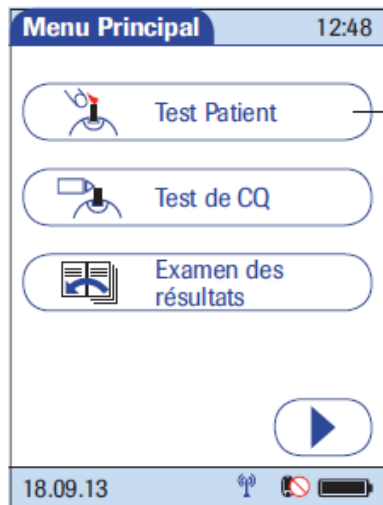 Menu Principal 12:48
Test Patient
Test de CQ
Examen des
résultats
18.09.13